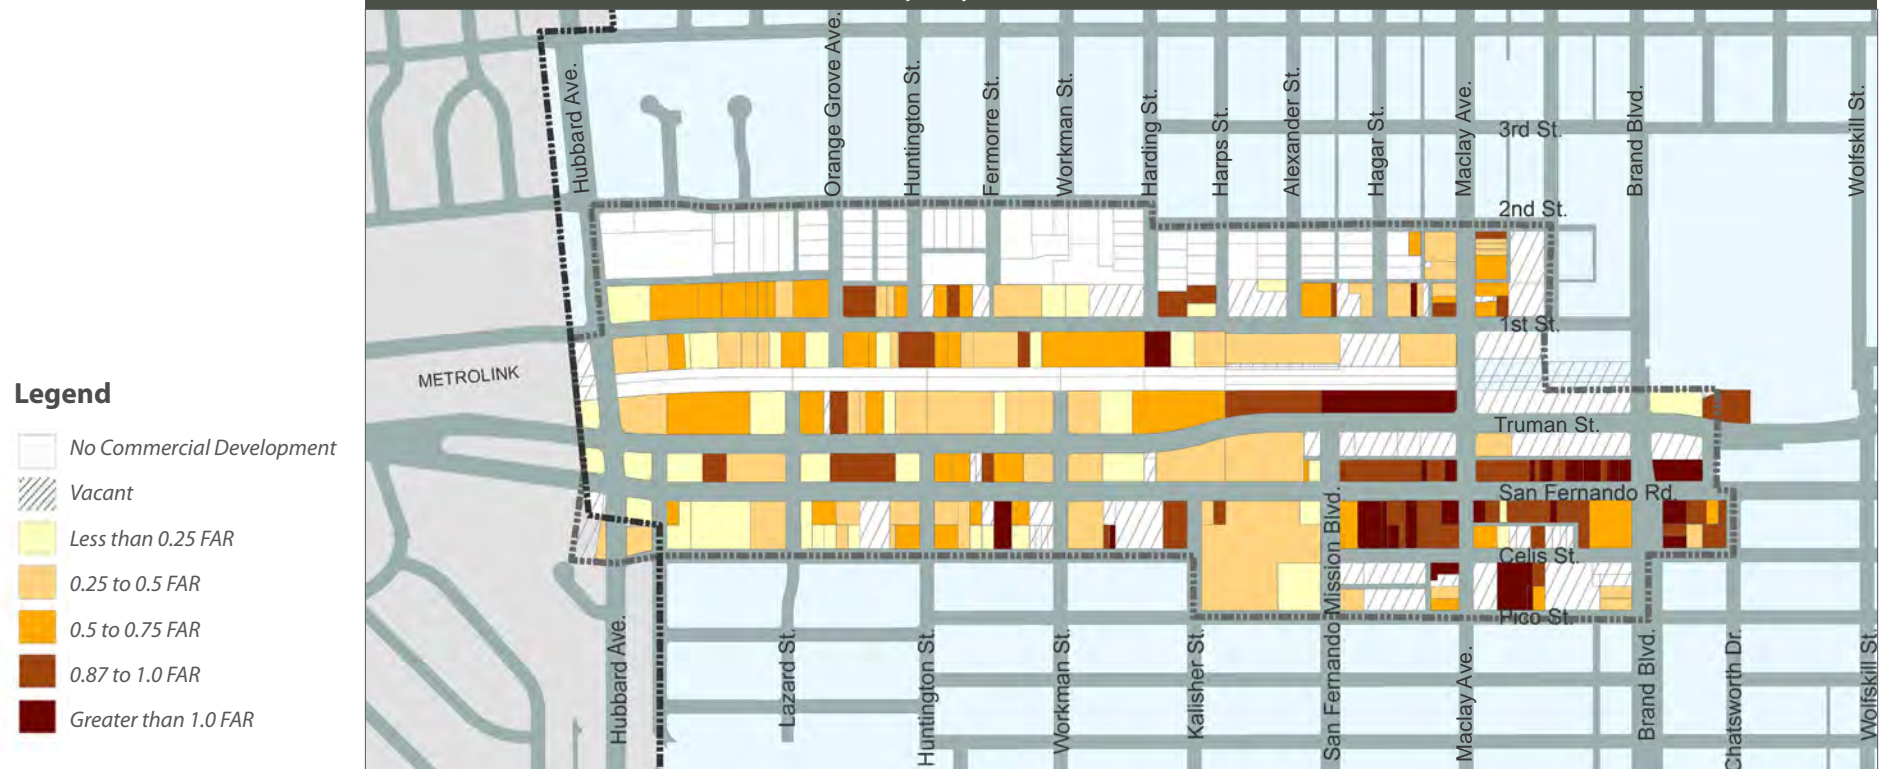 Legend
No Commercial Development
Vacant
Less than 0.25 FAR
0.25 to 0.5 FAR
0.5 to 0.75 FAR
0.87 to 1.0 FAR
Greater than 1.0 FAR
Hubbard Ave.
Orange Grove Ave.
Huntington St.
Fermorre St.
Workman St.
Harding St.
Harps St.
Alexander St.
Hagar St.
Maclay Ave.
Brand Blvd.
Wolfskill St.
3rd St.
2nd St.
1st St.
METROLINK
Truman St.
San Fernando Rd.
Celis St.
Pico St.
Hubbard Ave.
Lazard St.
Huntington St.
Workman St.
Kalisher St.
San Fernando Mission Blvd.
Maclay Ave.
Brand Blvd.
Chatsworth Dr.
Wolfskill St.